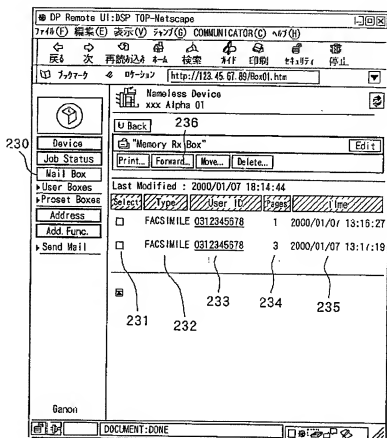 DP Remote UI:DSP TOP-Netscape
ファイル(F) 編集(E) 表示(V) ジャンプ(G) COMMUNICATOR(C) ヘルプ(H)
戻る 次 再読み込み ホーム 検索 ガイド 印刷 セキュリティ 停止
ブックマーク ロケーション http://123.45.67.89/Box01.htm
Nameless Device
xxx Alpha 01
Back
236
"Memory Rx Box"
Edit
Print... Forward... Move... Delete...
230
Device
Job Status
Mail Box
User Boxes
Proset Boxes
Address
Add. Func.
Send Mail
Last Modified : 2000/01/07 18:14:44
Select Type User ID Pages time
FACSIMILE 0312345678 1 2000/01/07 13:16:27
FACSIMILE 0312345678 3 2000/01/07 13:17:19
231
232
233
234
235
Ganon
DOCUMENT:DONE